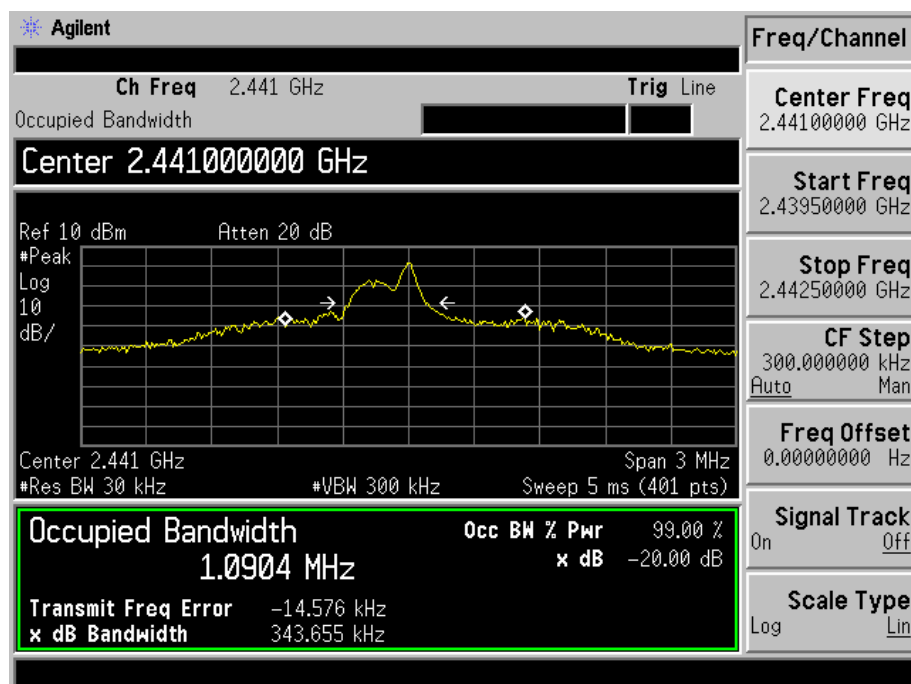 Agilent
Freq/Channel
Ch Freq 2.441 GHz Trig Line
Occupied Bandwidth
Center 2.441000000 GHz
Ref 10 dBm Atten 20 dB
#Peak
Log
10
dB/
Center 2.441 GHz Span 3 MHz
#Res BW 30 kHz #VBW 300 kHz Sweep 5 ms (401 pts)
Occupied Bandwidth Occ BW % Pwr 99.00 %
1.0904 MHz x dB -20.00 dB
Transmit Freq Error -14.576 kHz
x dB Bandwidth 343.655 kHz
Center Freq
2.44100000 GHz
Start Freq
2.43950000 GHz
Stop Freq
2.44250000 GHz
CF Step
300.000000 kHz
Auto Man
Freq Offset
0.00000000 Hz
Signal Track
On Off
Scale Type
Log Lin